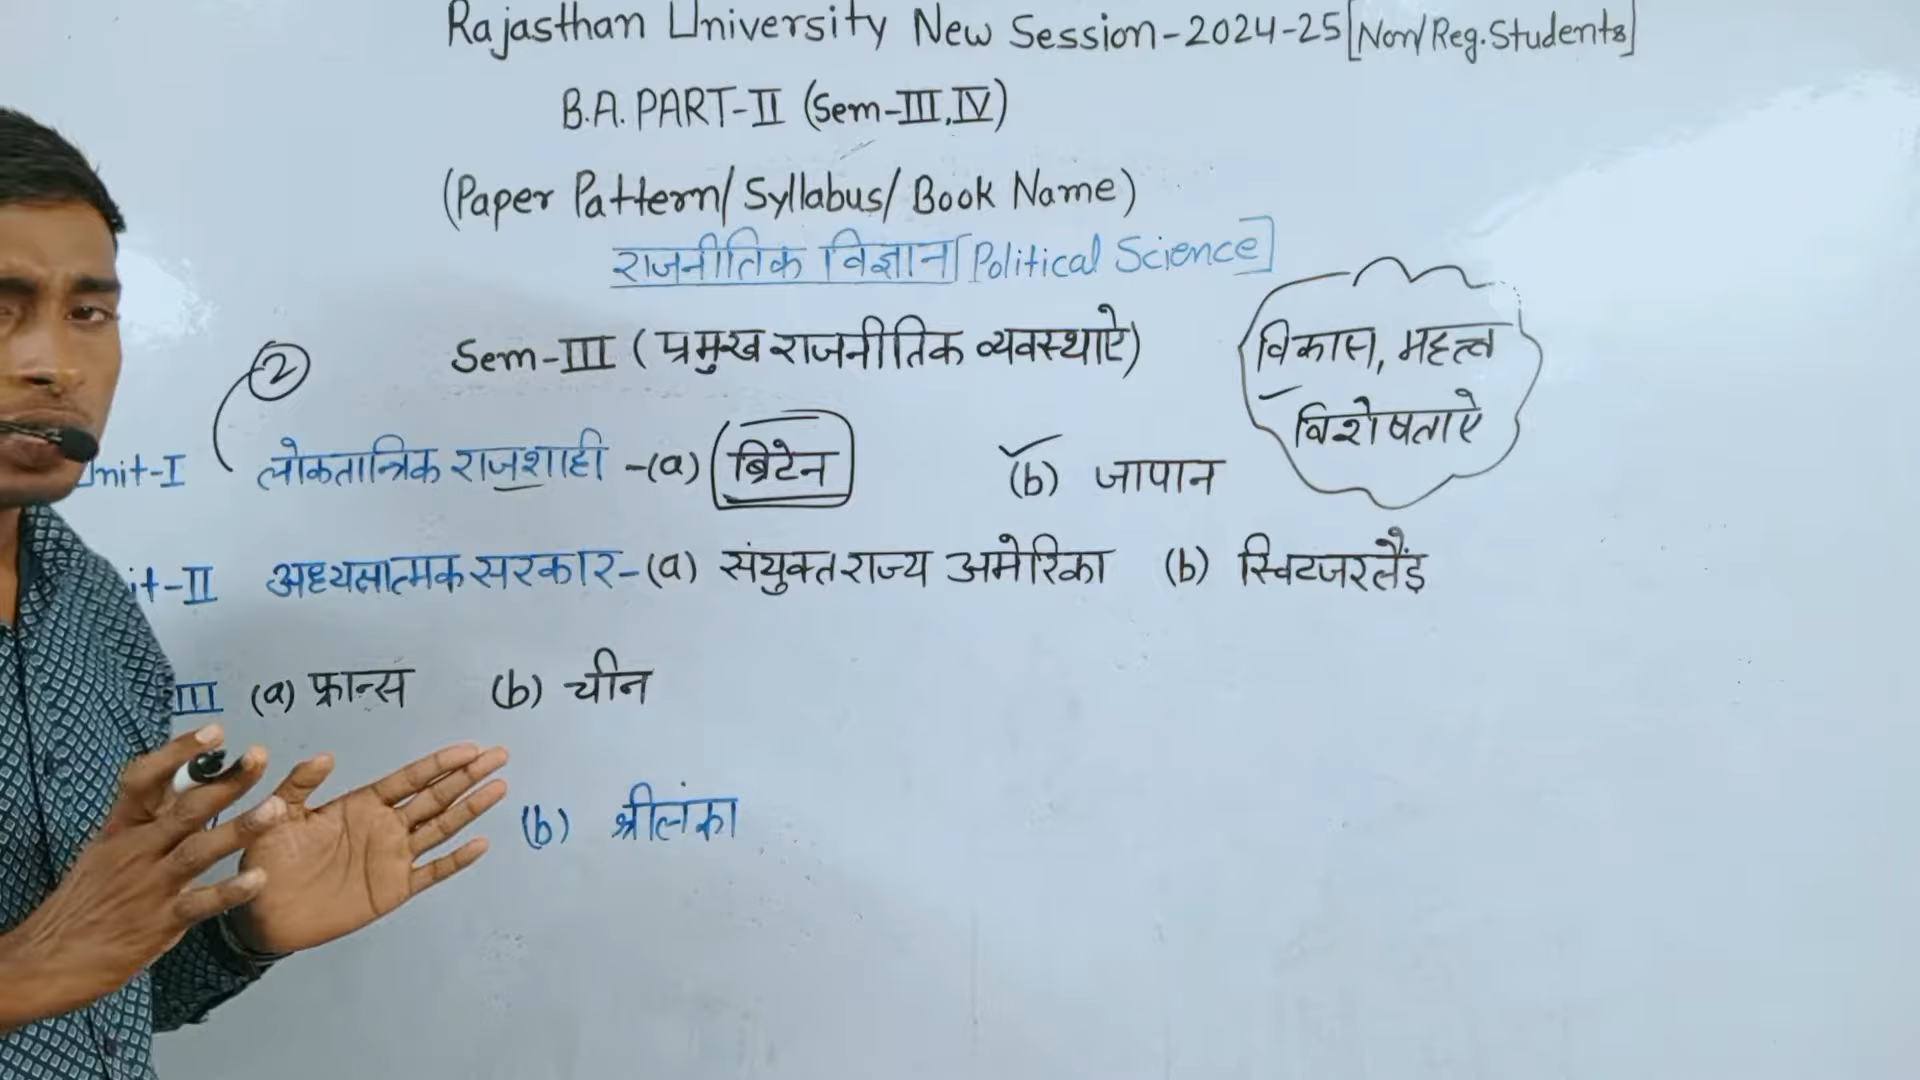 Rajasthan University New Session-2024-25[Non/Reg.Students]
B.A. PART-II (Sem-III,IV)
(Paper Pattern/Syllabus/Book Name)
राजनीतिक विज्ञान[Political Science]
Sem-III (प्रमुख राजनीतिक व्यवस्थाऐ)
विकास, महत्त्व
विशेषताऐ
2
Unit-I लोकतान्त्रिक राजशाही -(a) ब्रिटेन (b) जापान
it-II अध्यक्षात्मक सरकार-(a) संयुक्त राज्य अमेरिका (b) स्विटजरलैंड
III (a) फ्रान्स (b) चीन
(b) श्रीलंका